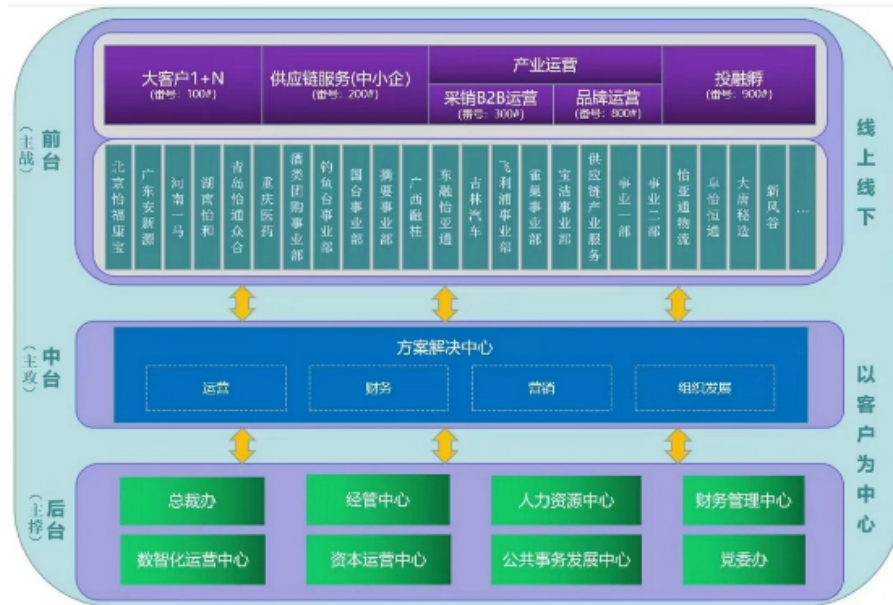 大客户1+N
(番号：100#)
供应链服务(中小企)
(番号：200#)
产业运营
采销B2B运营
(番号：300#)
品牌运营
(番号：800#)
投融孵
(番号：900#)
前台
(主战)
北京怡福康宝
广东安新源
河南一马
湖南怡和
青岛怡通众合
重庆医药
酒类团购事业部
钓鱼台事业部
国台事业部
摘要事业部
广西融桂
东融怡亚通
吉林汽车
飞利浦事业部
雀巢事业部
宝洁事业部
供应链产业服务
事业一部
事业二部
怡亚通物流
卓怡恒通
大唐秘造
新风谷
…
线上线下
中台
(主攻)
方案解决中心
运营
财务
营销
组织发展
以客户为中心
后台
(主撑)
总裁办
经管中心
人力资源中心
财务管理中心
数智化运营中心
资本运营中心
公共事务发展中心
党委办